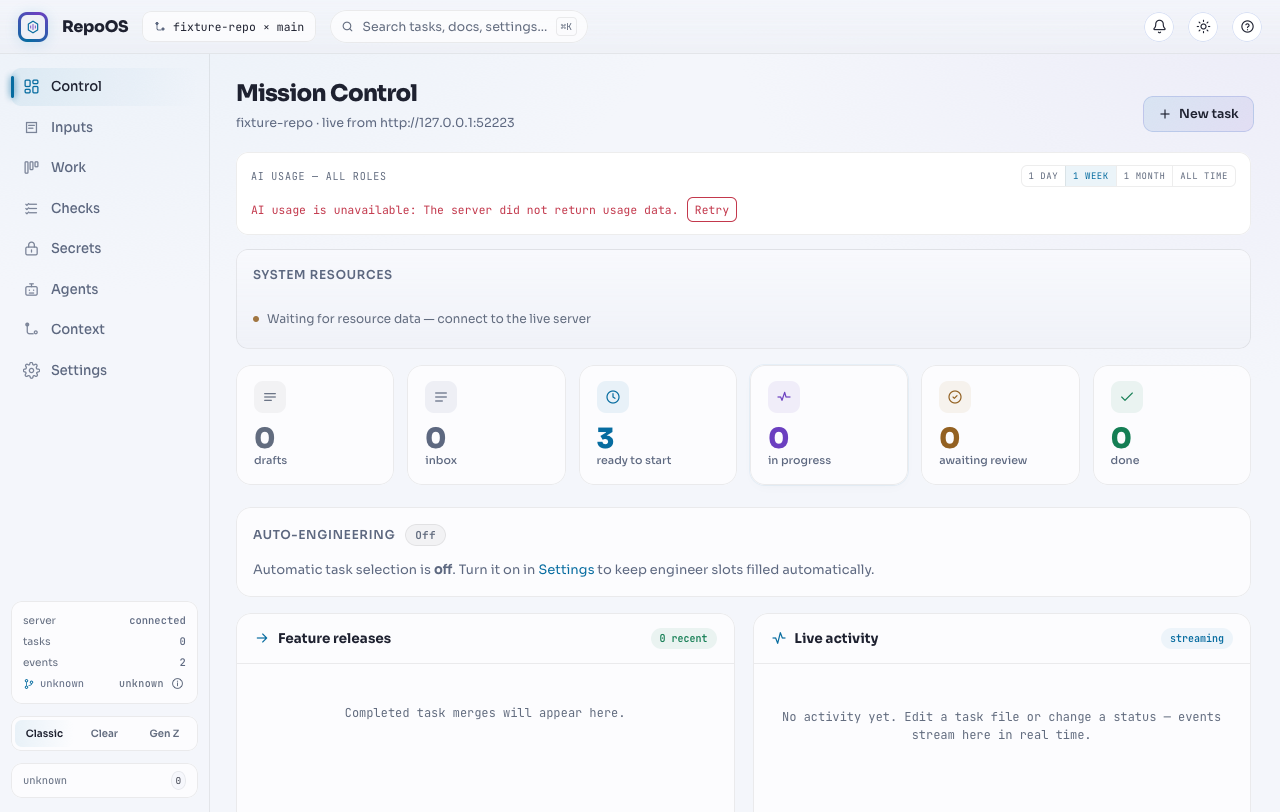 RepoOS
fixture-repo × main
Search tasks, docs, settings...
⌘K
Control
Inputs
Work
Checks
Secrets
Agents
Context
Settings
server connected
tasks 0
events 2
unknown unknown
Classic Clear Gen Z
unknown 0
Mission Control
fixture-repo · live from http://127.0.0.1:52223
New task
AI USAGE — ALL ROLES
1 DAY 1 WEEK 1 MONTH ALL TIME
AI usage is unavailable: The server did not return usage data. Retry
SYSTEM RESOURCES
Waiting for resource data — connect to the live server
0
drafts
0
inbox
3
ready to start
0
in progress
0
awaiting review
0
done
AUTO-ENGINEERING Off
Automatic task selection is off. Turn it on in Settings to keep engineer slots filled automatically.
Feature releases
0 recent
Completed task merges will appear here.
Live activity
streaming
No activity yet. Edit a task file or change a status — events
stream here in real time.